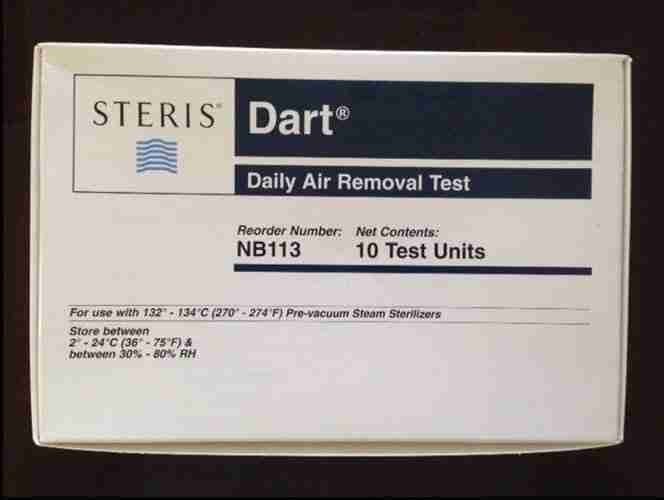 STERIS®
Dart®
Daily Air Removal Test
Reorder Number: Net Contents:
NB113 10 Test Units
For use with 132° - 134°C (270° - 274°F) Pre-vacuum Steam Sterilizers
Store between
2° - 24°C (36° - 75°F) &
between 30% - 80% RH